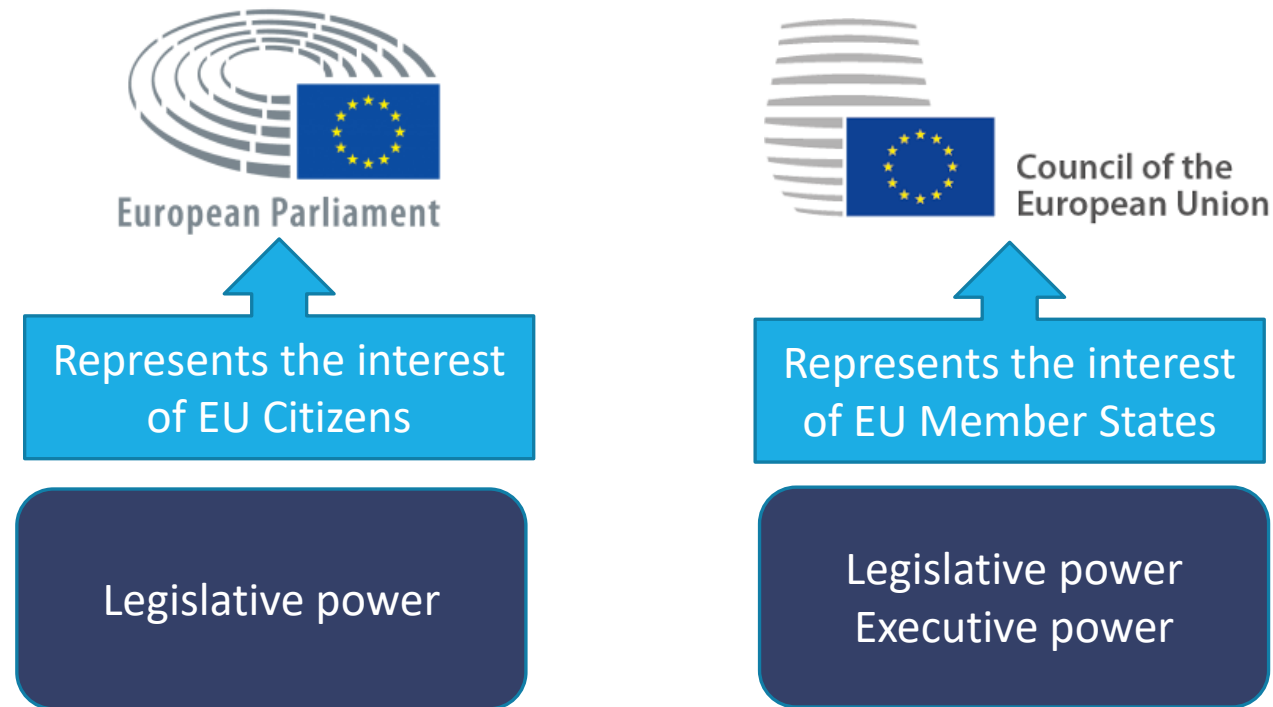 European Parliament
Represents the interest
of EU Citizens
Legislative power
Council of the
European Union
Represents the interest
of EU Member States
Legislative power
Executive power